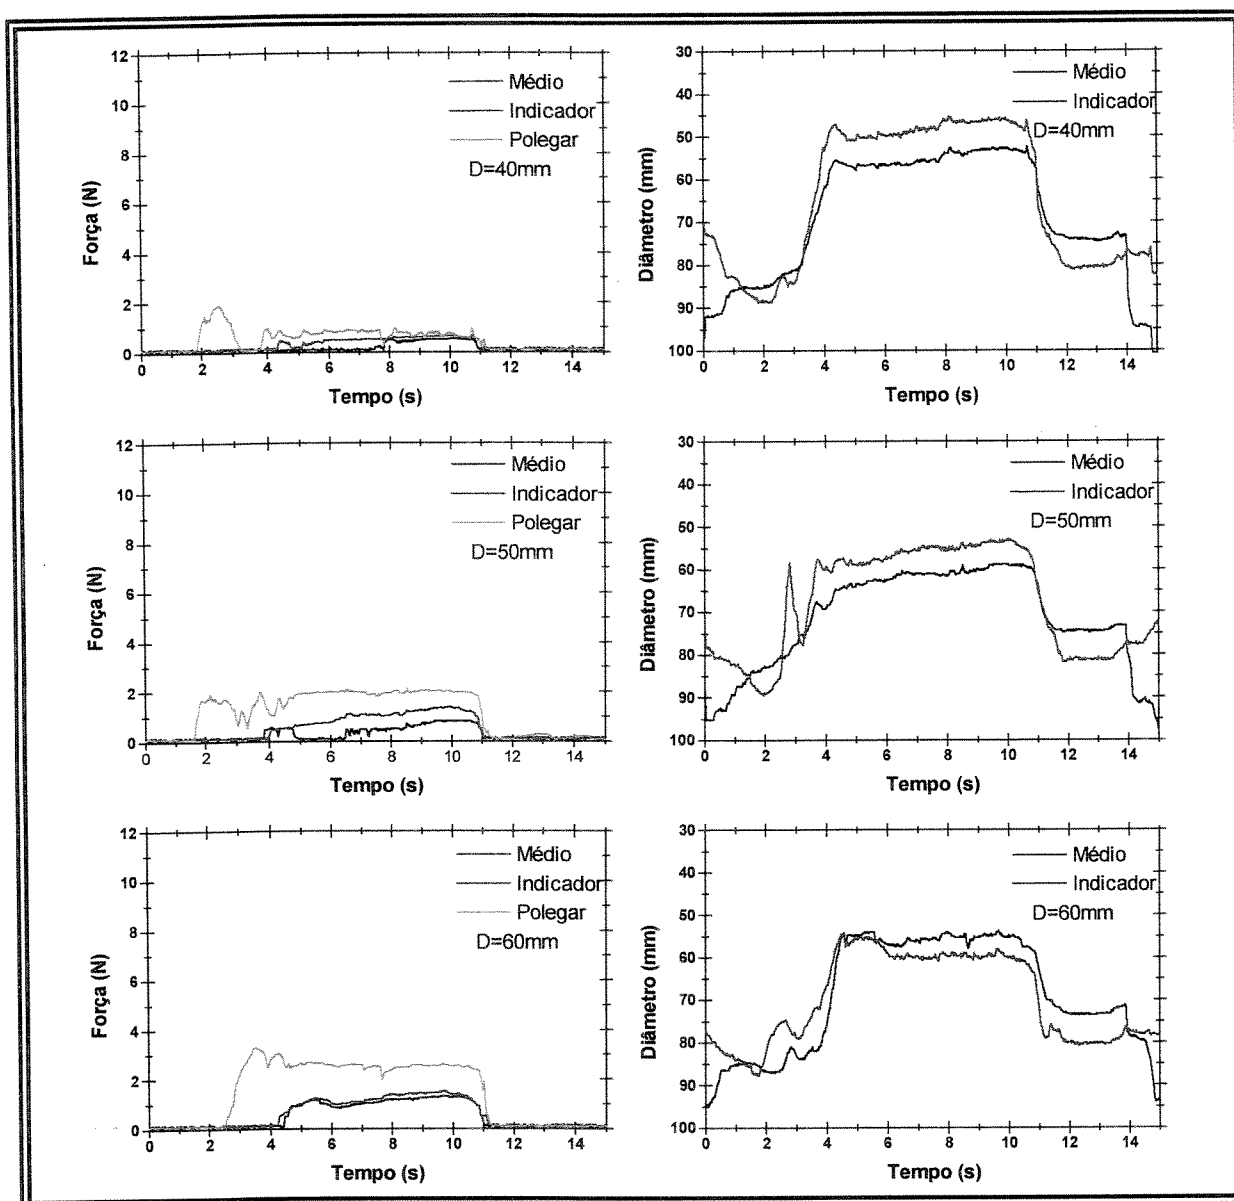 12
10
8
6
4
2
0
Força (N)
Médio
Indicador
Polegar
D=40mm
0 2 4 6 8 10 12 14
Tempo (s)
30
40
50
60
70
80
90
100
Diâmetro (mm)
Médio
Indicador
D=40mm
0 2 4 6 8 10 12 14
Tempo (s)
12
10
8
6
4
2
0
Força (N)
Médio
Indicador
Polegar
D=50mm
0 2 4 6 8 10 12 14
Tempo (s)
30
40
50
60
70
80
90
100
Diâmetro (mm)
Médio
Indicador
D=50mm
0 2 4 6 8 10 12 14
Tempo (s)
12
10
8
6
4
2
0
Força (N)
Médio
Indicador
Polegar
D=60mm
0 2 4 6 8 10 12 14
Tempo (s)
30
40
50
60
70
80
90
100
Diâmetro (mm)
Médio
Indicador
D=60mm
0 2 4 6 8 10 12 14
Tempo (s)